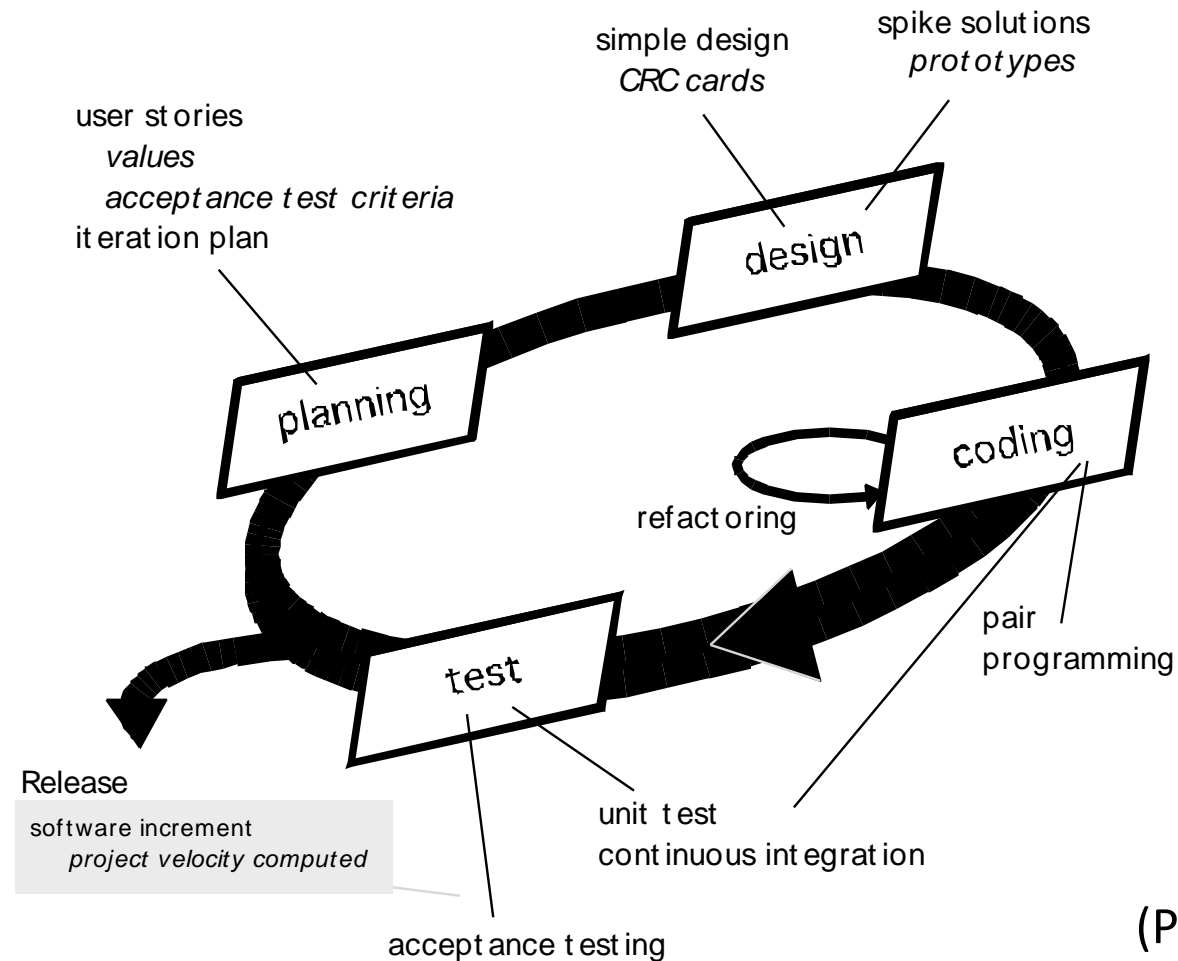 simple design
CRC cards
spike solutions
prototypes
user stories
values
acceptance test criteria
iteration plan
design
planning
coding
refactoring
pair
programming
test
Release
software increment
project velocity computed
unit test
continuous integration
acceptance testing
(P